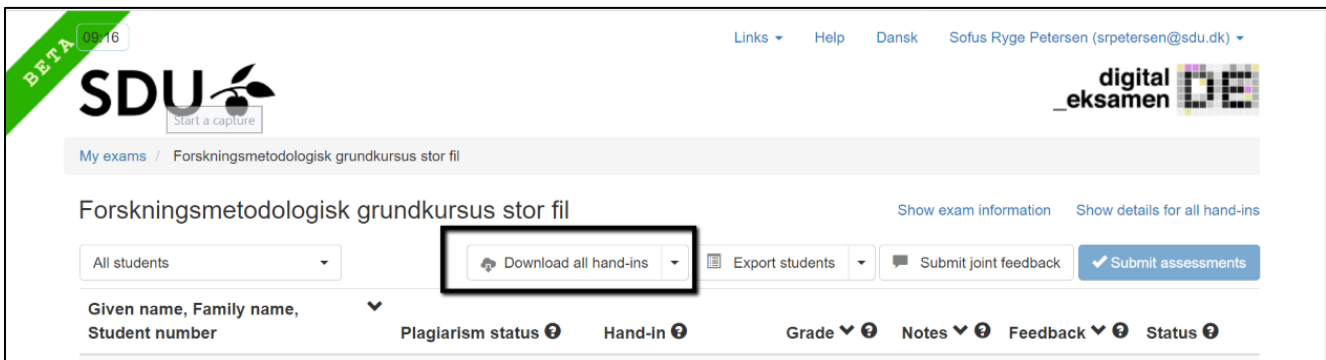 BETA
09:16 Links Help Dansk Sofus Ryge Petersen (srpetersen@sdu.dk)
SDU
Start a capture
digital
_eksamen DE
My exams / Forskningsmetodologisk grundkursus stor fil
Forskningsmetodologisk grundkursus stor fil Show exam information Show details for all hand-ins
All students Download all hand-ins Export students Submit joint feedback Submit assessments
Given name, Family name,
Student number Plagiarism status Hand-in Grade Notes Feedback Status